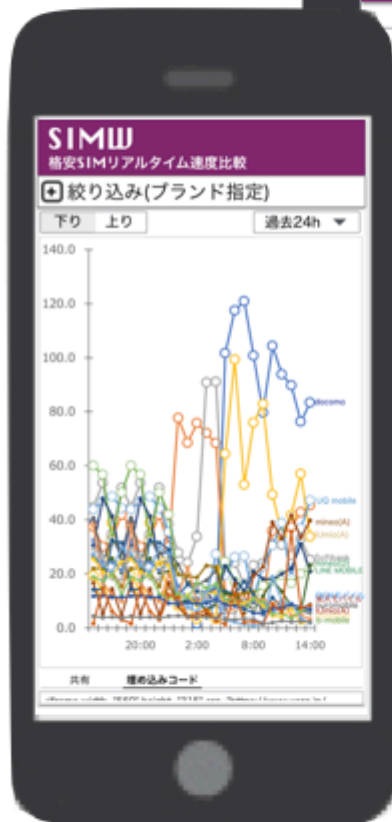 SIMW
格安SIMリアルタイム速度比較
絞り込み(ブランド指定)
下り 上り 過去24h
140.0
120.0
100.0
80.0
60.0
40.0
20.0
0.0
docomo
UQ mobile
mineo(A)
Softbank
LINE MOBILE
20:00 2:00 8:00 14:00
共有 埋め込みコード